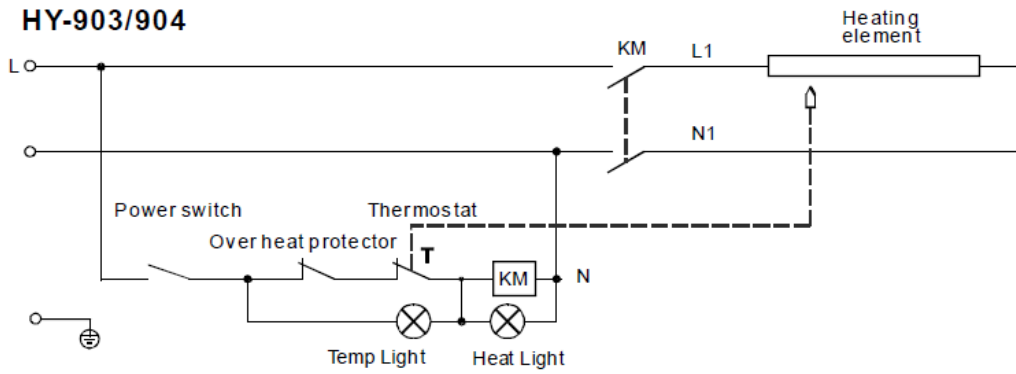 HY-903/904
Heating
element
KM
L1
L
N1
Power switch
Thermostat
Over heat protector
T
KM
N
Temp Light
Heat Light